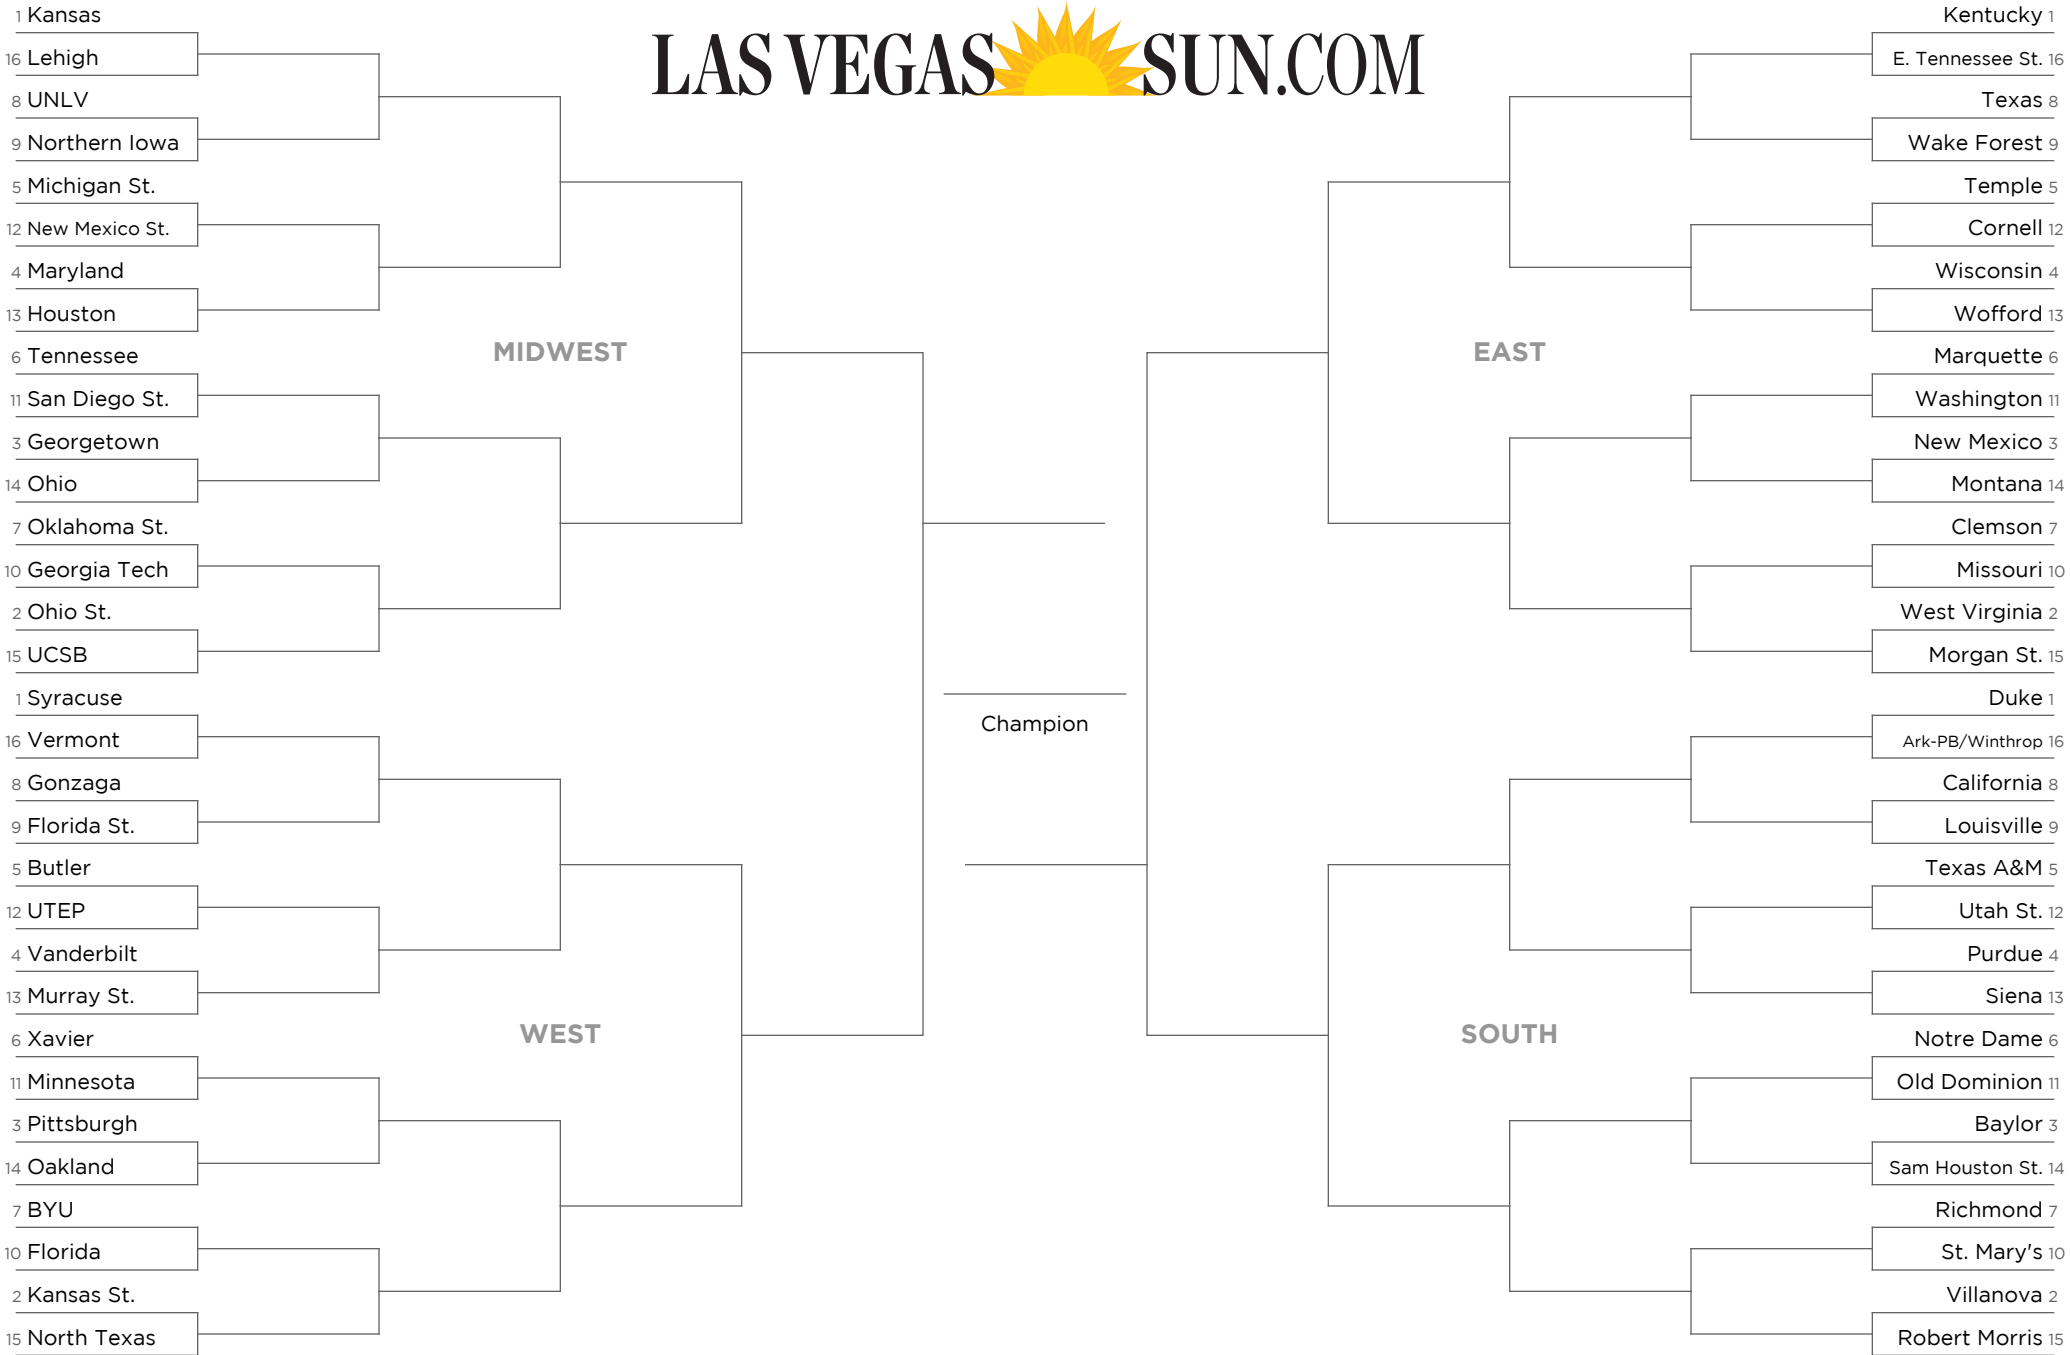 LAS VEGAS SUN.COM
1 Kansas
16 Lehigh
8 UNLV
9 Northern Iowa
5 Michigan St.
12 New Mexico St.
4 Maryland
13 Houston
6 Tennessee
11 San Diego St.
3 Georgetown
14 Ohio
7 Oklahoma St.
10 Georgia Tech
2 Ohio St.
15 UCSB
MIDWEST
1 Syracuse
16 Vermont
8 Gonzaga
9 Florida St.
5 Butler
12 UTEP
4 Vanderbilt
13 Murray St.
6 Xavier
11 Minnesota
3 Pittsburgh
14 Oakland
7 BYU
10 Florida
2 Kansas St.
15 North Texas
WEST
Champion
Kentucky 1
E. Tennessee St. 16
Texas 8
Wake Forest 9
Temple 5
Cornell 12
Wisconsin 4
Wofford 13
Marquette 6
Washington 11
New Mexico 3
Montana 14
Clemson 7
Missouri 10
West Virginia 2
Morgan St. 15
EAST
Duke 1
Ark-PB/Winthrop 16
California 8
Louisville 9
Texas A&M 5
Utah St. 12
Purdue 4
Siena 13
Notre Dame 6
Old Dominion 11
Baylor 3
Sam Houston St. 14
Richmond 7
St. Mary's 10
Villanova 2
Robert Morris 15
SOUTH